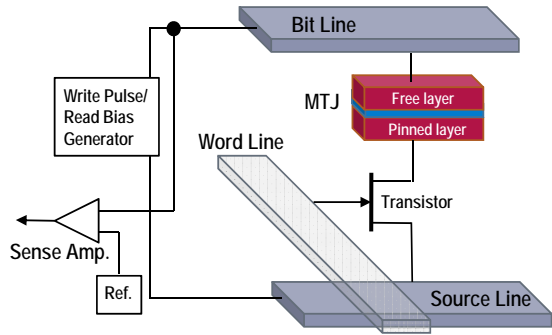 Bit Line
Write Pulse/
Read Bias
Generator
MTJ
Free layer
Pinned layer
Word Line
Transistor
Sense Amp.
Ref.
Source Line